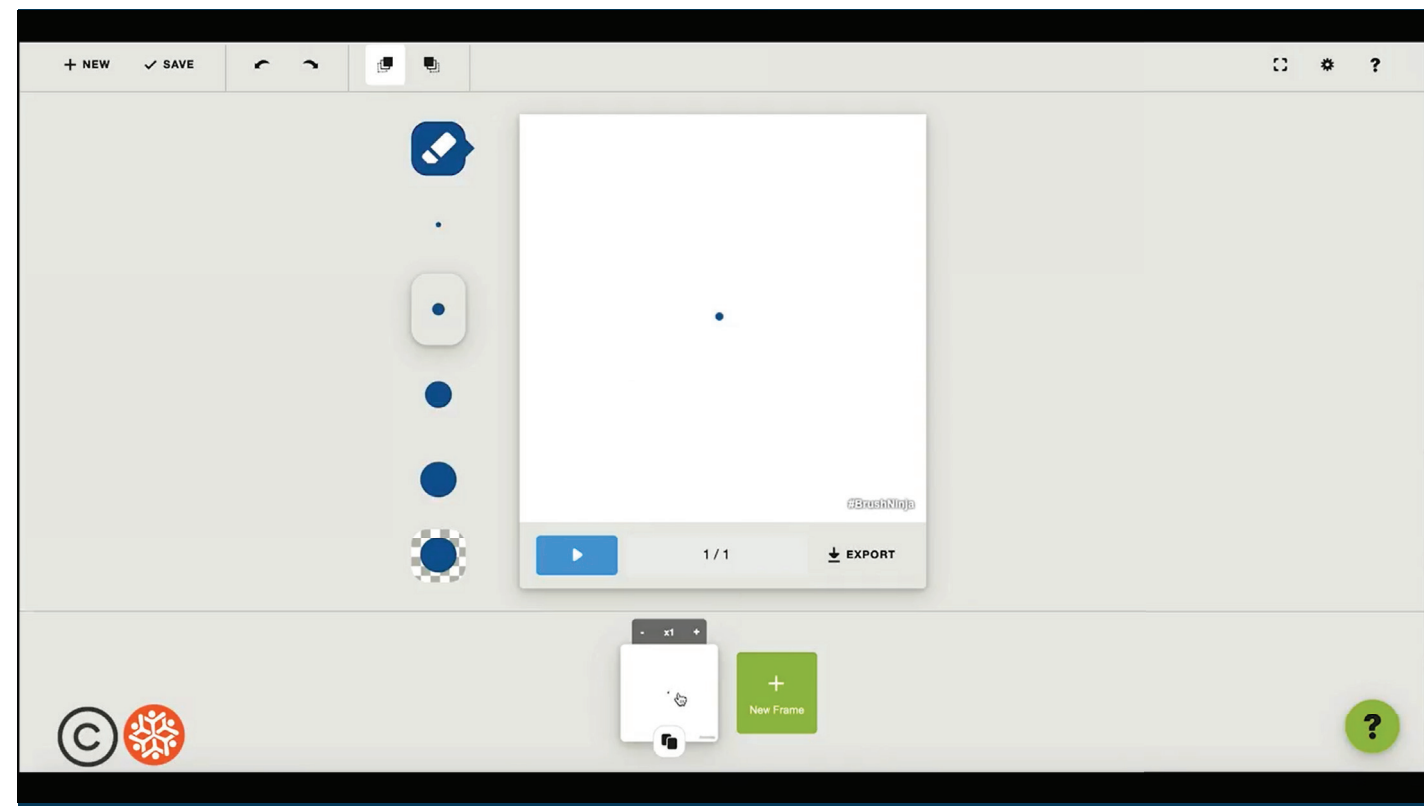 + NEW ✓ SAVE ?
#BrushNinja
1 / 1 EXPORT
- x1 +
+
New Frame
© ?